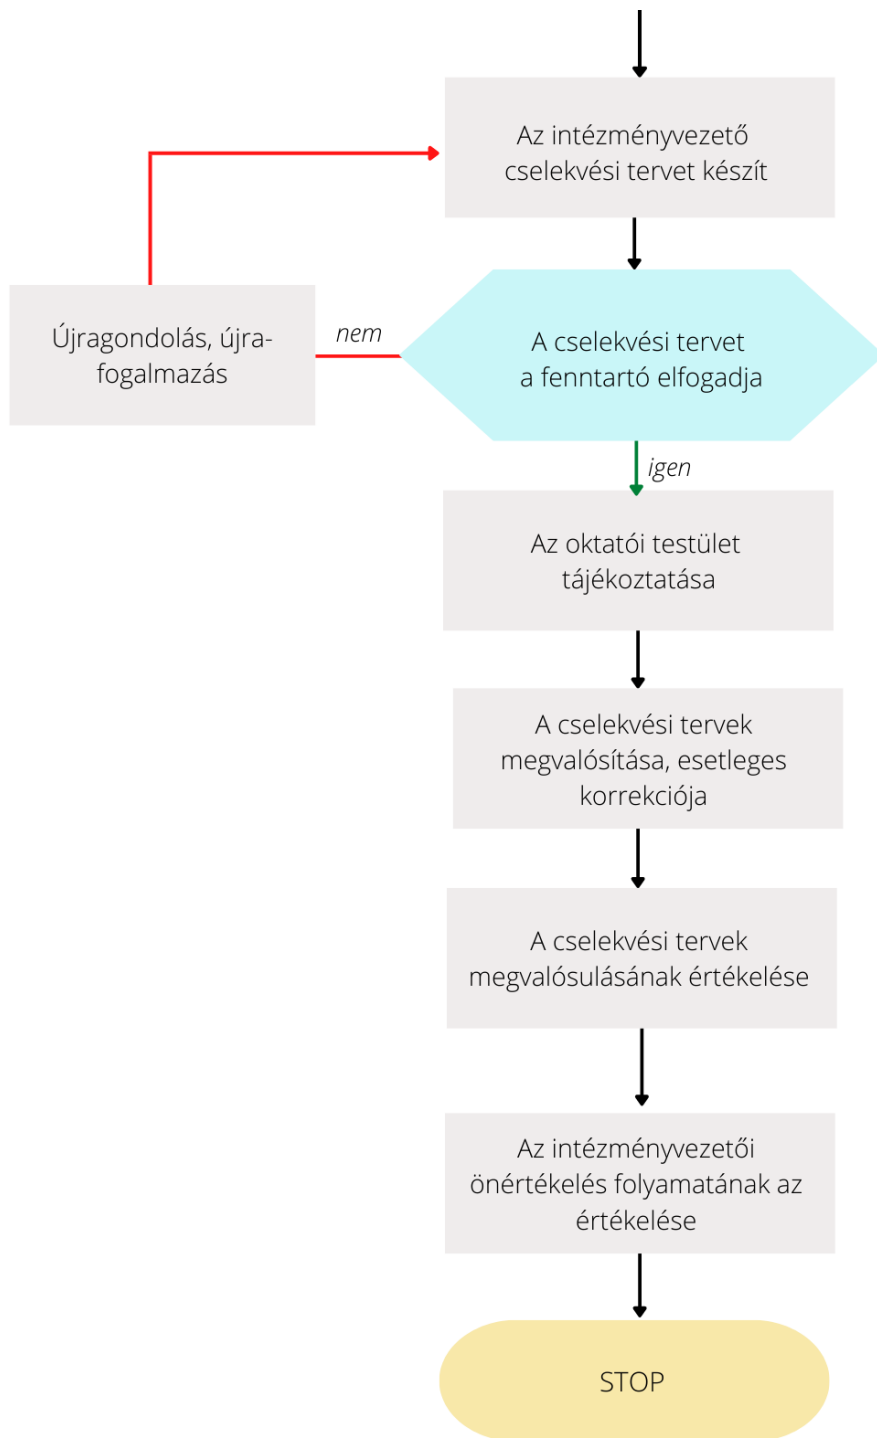 Az intézményvezető
cselekvési tervet készít
Újragondolás, újra-
fogalmazás
nem
A cselekvési tervet
a fenntartó elfogadja
igen
Az oktatói testület
tájékoztatása
A cselekvési tervek
megvalósítása, esetleges
korrekciója
A cselekvési tervek
megvalósulásának értékelése
Az intézményvezetői
önértékelés folyamatának az
értékelése
STOP